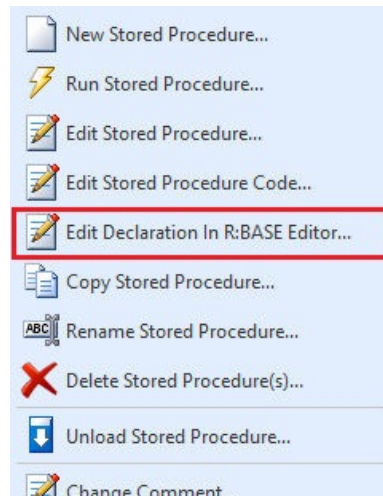 New Stored Procedure...
Run Stored Procedure...
Edit Stored Procedure...
Edit Stored Procedure Code...
Edit Declaration In R:BASE Editor...
Copy Stored Procedure...
ABC Rename Stored Procedure...
Delete Stored Procedure(s)...
Unload Stored Procedure...
Change Comment